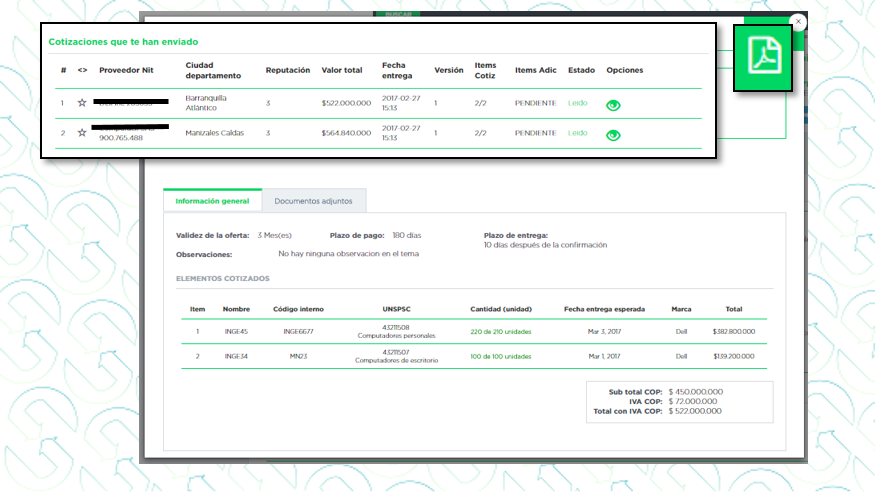 BUSCAR
Cotizaciones que te han enviado
# <> Proveedor Nit Ciudad departamento Reputación Valor total Fecha entrega Versión Items Cotiz Items Adic Estado Opciones
1 Barranquilla Atlántico 3 $522.000.000 2017-02-27 15:13 1 2/2 PENDIENTE Leído
2 900.765.488 Manizales Caldas 3 $564.840.000 2017-02-27 15:13 1 2/2 PENDIENTE Leído
Información general Documentos adjuntos
Validez de la oferta: 3 Mes(es) Plazo de pago: 180 días Plazo de entrega:
10 días después de la confirmación
Observaciones: No hay ninguna observacion en el tema
ELEMENTOS COTIZADOS
Item Nombre Código interno UNSPSC Cantidad (unidad) Fecha entrega esperada Marca Total
1 INGE45 INGE6677 43211508 Computadores personales 220 de 210 unidades Mar 3, 2017 Dell $382.800.000
2 INGE34 MN23 43211507 Computadores de escritorio 100 de 100 unidades Mar 1, 2017 Dell $139.200.000
Sub total COP: $ 450.000.000
IVA COP: $ 72.000.000
Total con IVA COP: $ 522.000.000